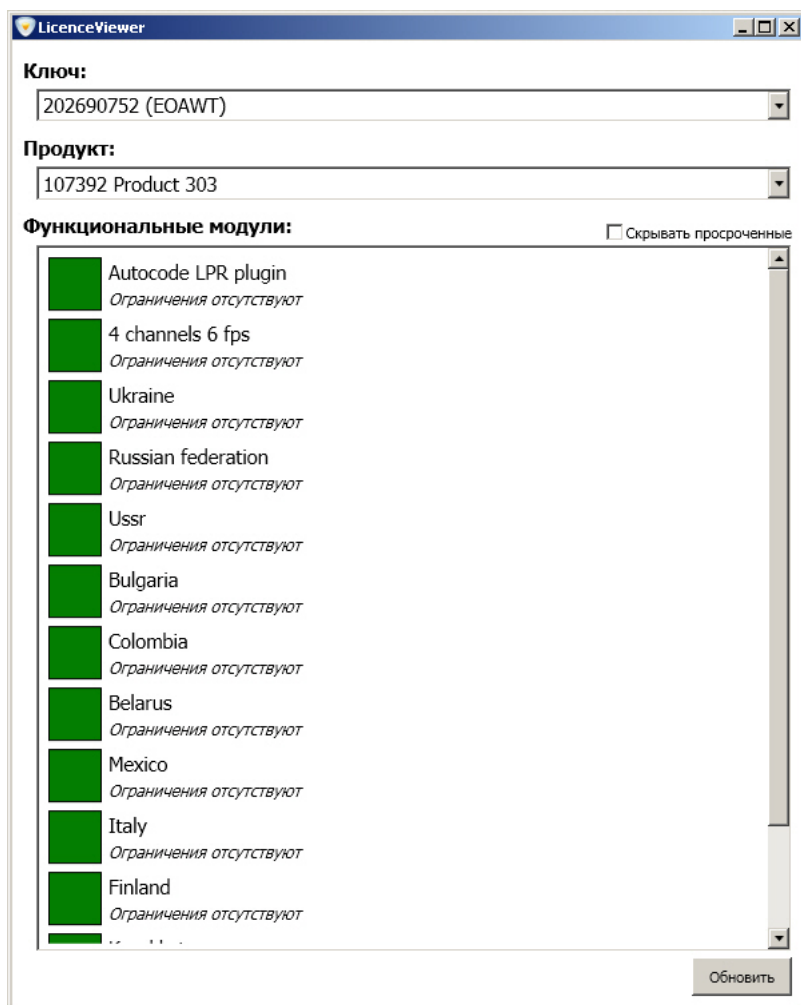 LicenceViewer
Ключ:
202690752 (EOAWT)
Продукт:
107392 Product 303
Функциональные модули:
Скрывать просроченные
Autocode LPR plugin
Ограничения отсутствуют
4 channels 6 fps
Ограничения отсутствуют
Ukraine
Ограничения отсутствуют
Russian federation
Ограничения отсутствуют
Ussr
Ограничения отсутствуют
Bulgaria
Ограничения отсутствуют
Colombia
Ограничения отсутствуют
Belarus
Ограничения отсутствуют
Mexico
Ограничения отсутствуют
Italy
Ограничения отсутствуют
Finland
Ограничения отсутствуют
Обновить